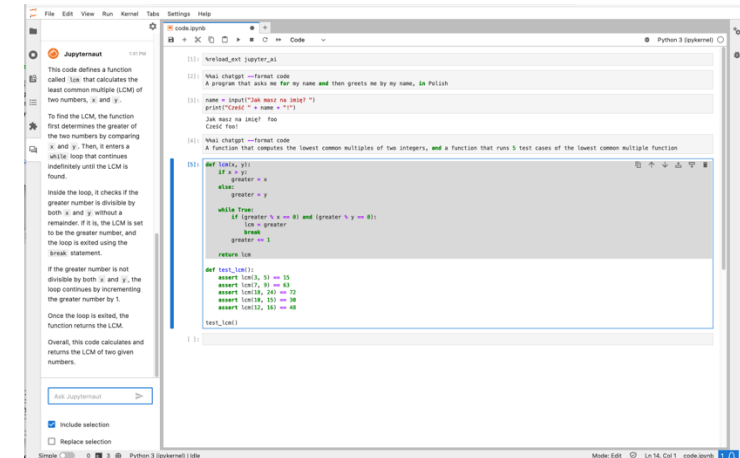 File Edit View Run Kernel Tabs Settings Help
Jupyternaut 1:41 PM
This code defines a function
called lcm that calculates the
least common multiple (LCM) of
two numbers, x and y.
To find the LCM, the function
first determines the greater of
the two numbers by comparing
x and y. Then, it enters a
while loop that continues
indefinitely until the LCM is
found.
Inside the loop, it checks if the
greater number is divisible by
both x and y without a
remainder. If it is, the LCM is set
to be the greater number, and
the loop is exited using the
break statement.
If the greater number is not
divisible by both x and y, the
loop continues by incrementing
the greater number by 1.
Once the loop is exited, the
function returns the LCM.
Overall, this code calculates and
returns the LCM of two given
numbers.
Ask Jupyternaut
Include selection
Replace selection
code.ipynb
Code
Python 3 (ipykernel)
[1]: %reload_ext jupyter_ai
[2]: %%ai chatgpt --format code
A program that asks me for my name and then greets me by my name, in Polish
[3]: name = input("Jak masz na imię? ")
print("Cześć " + name + "!")
Jak masz na imię? foo
Cześć foo!
[4]: %%ai chatgpt --format code
A function that computes the lowest common multiples of two integers, and a function that runs 5 test cases of the lowest common multiple function
[5]: def lcm(x, y):
if x > y:
greater = x
else:
greater = y
while True:
if (greater % x == 0) and (greater % y == 0):
lcm = greater
break
greater += 1
return lcm
def test_lcm():
assert lcm(3, 5) == 15
assert lcm(7, 9) == 63
assert lcm(18, 24) == 72
assert lcm(10, 15) == 30
assert lcm(12, 16) == 48
test_lcm()
[ ]:
Simple 0 3 Python 3 (ipykernel) | Idle
Mode: Edit Ln 14, Col 1 code.ipynb 1